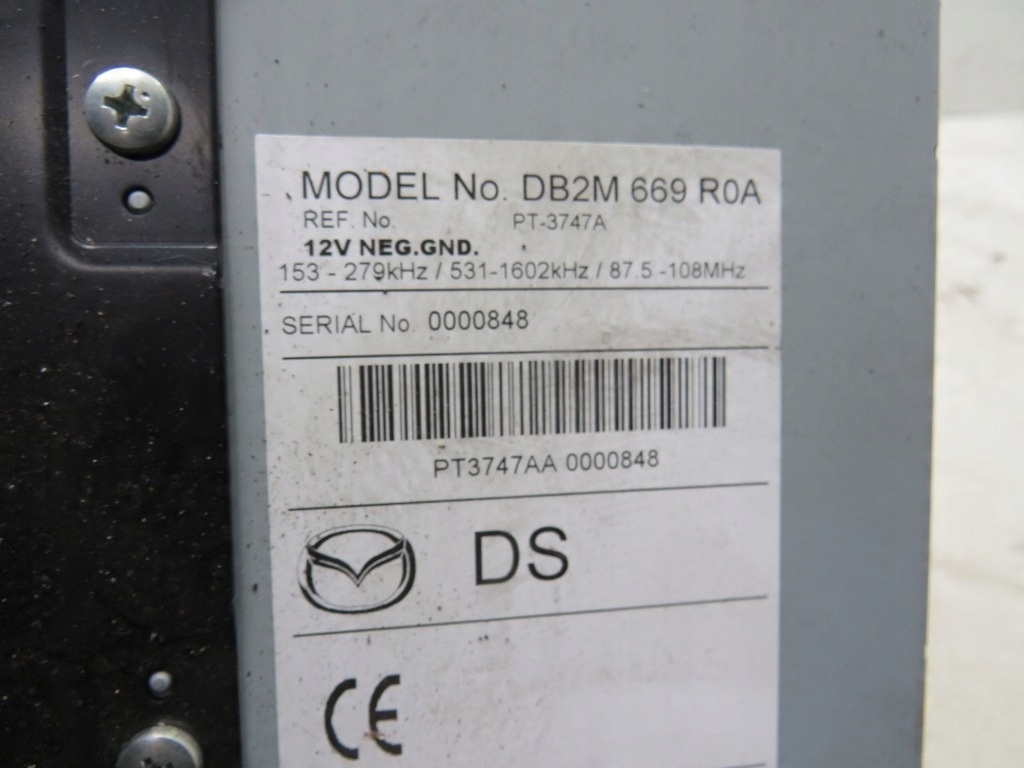 MODEL No. DB2M 669 R0A
REF. No. PT-3747A
12V NEG.GND.
153 - 279kHz / 531-1602kHz / 87.5 -108MHz
SERIAL No. 0000848
PT3747AA 0000848
DS
CE